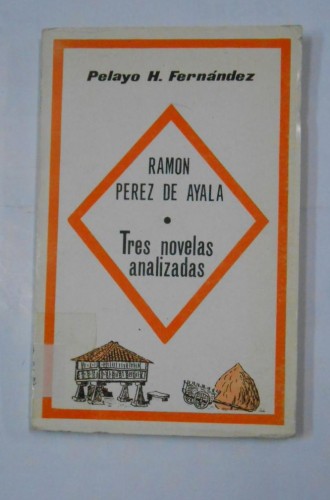 Pelayo H. Fernández
RAMON
PEREZ DE AYALA
•
Tres novelas
analizadas